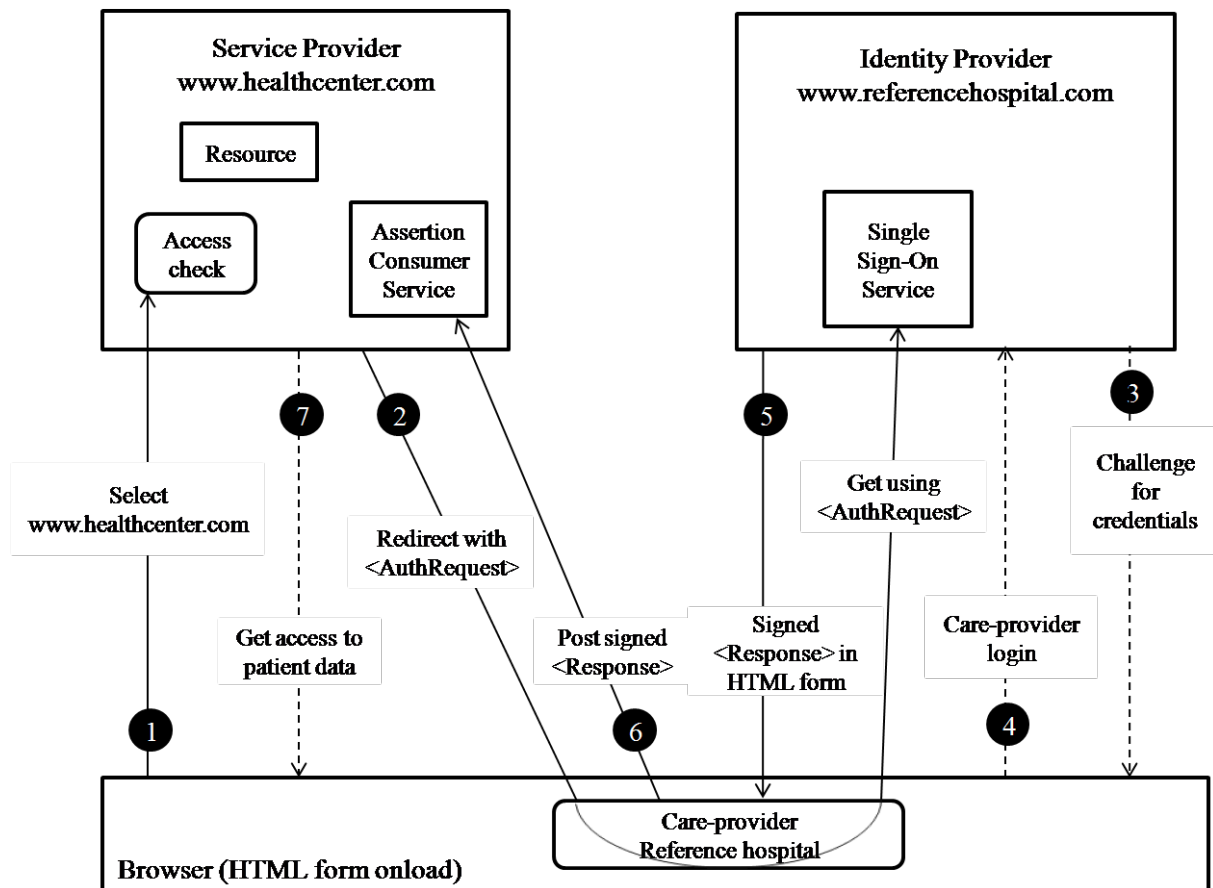 Service Provider
www.healthcenter.com
Resource
Access
check
Assertion
Consumer
Service
Identity Provider
www.referencehospital.com
Single
Sign-On
Service
7
2
5
3
Select
www.healthcenter.com
Redirect with
<AuthRequest>
Get using
<AuthRequest>
Challenge
for
credentials
Get access to
patient data
Post signed
<Response>
Signed
<Response> in
HTML form
Care-provider
login
1
6
4
Care-provider
Reference hospital
Browser (HTML form onload)